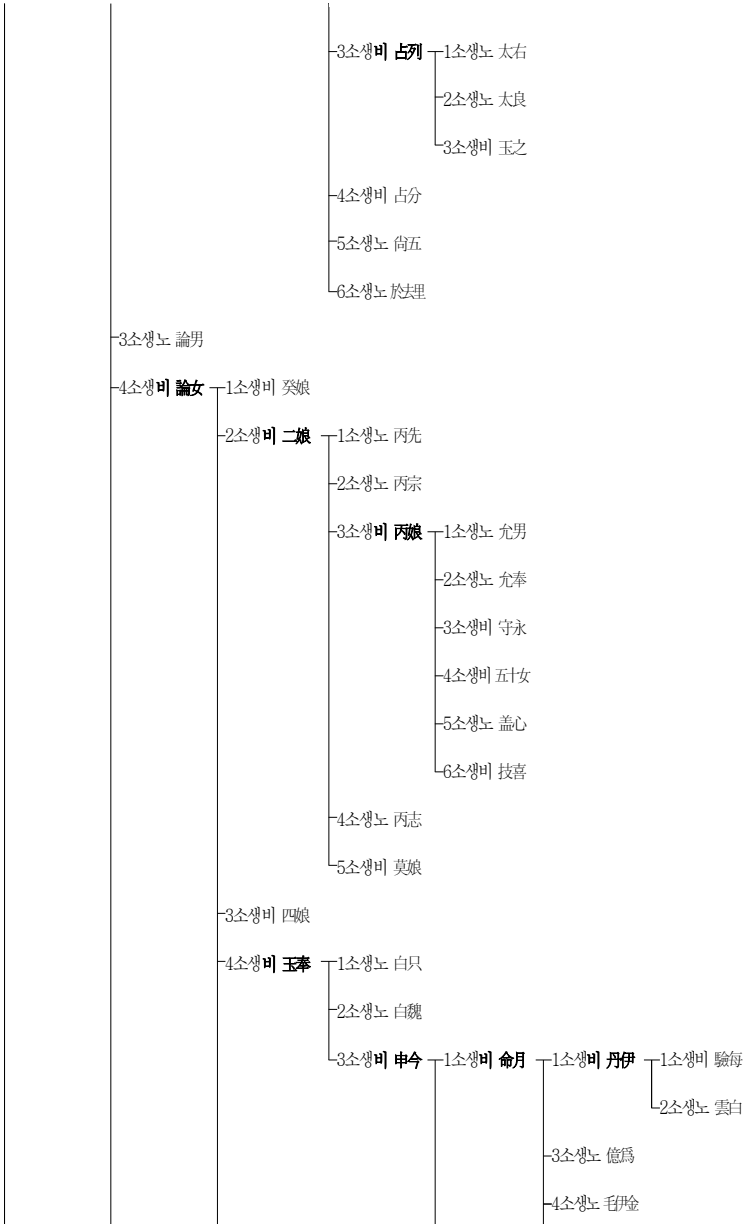 3소생비 占列 1소생노 太右
2소생노 太良
3소생비 玉之
4소생비 占分
5소생노 尙五
6소생노 於去里
3소생노 論男
4소생비 論女 1소생비 癸娘
2소생비 二娘 1소생노 丙先
2소생노 丙宗
3소생비 丙娘 1소생노 允男
2소생노 允奉
3소생비 守永
4소생비 五十女
5소생노 盖心
6소생비 技喜
4소생노 丙志
5소생비 莫娘
3소생비 四娘
4소생비 玉奉 1소생노 白只
2소생노 白魏
3소생비 申今 1소생비 命月 1소생비 丹伊 1소생비 驗每
2소생노 雲白
3소생노 億爲
4소생노 毛伊金